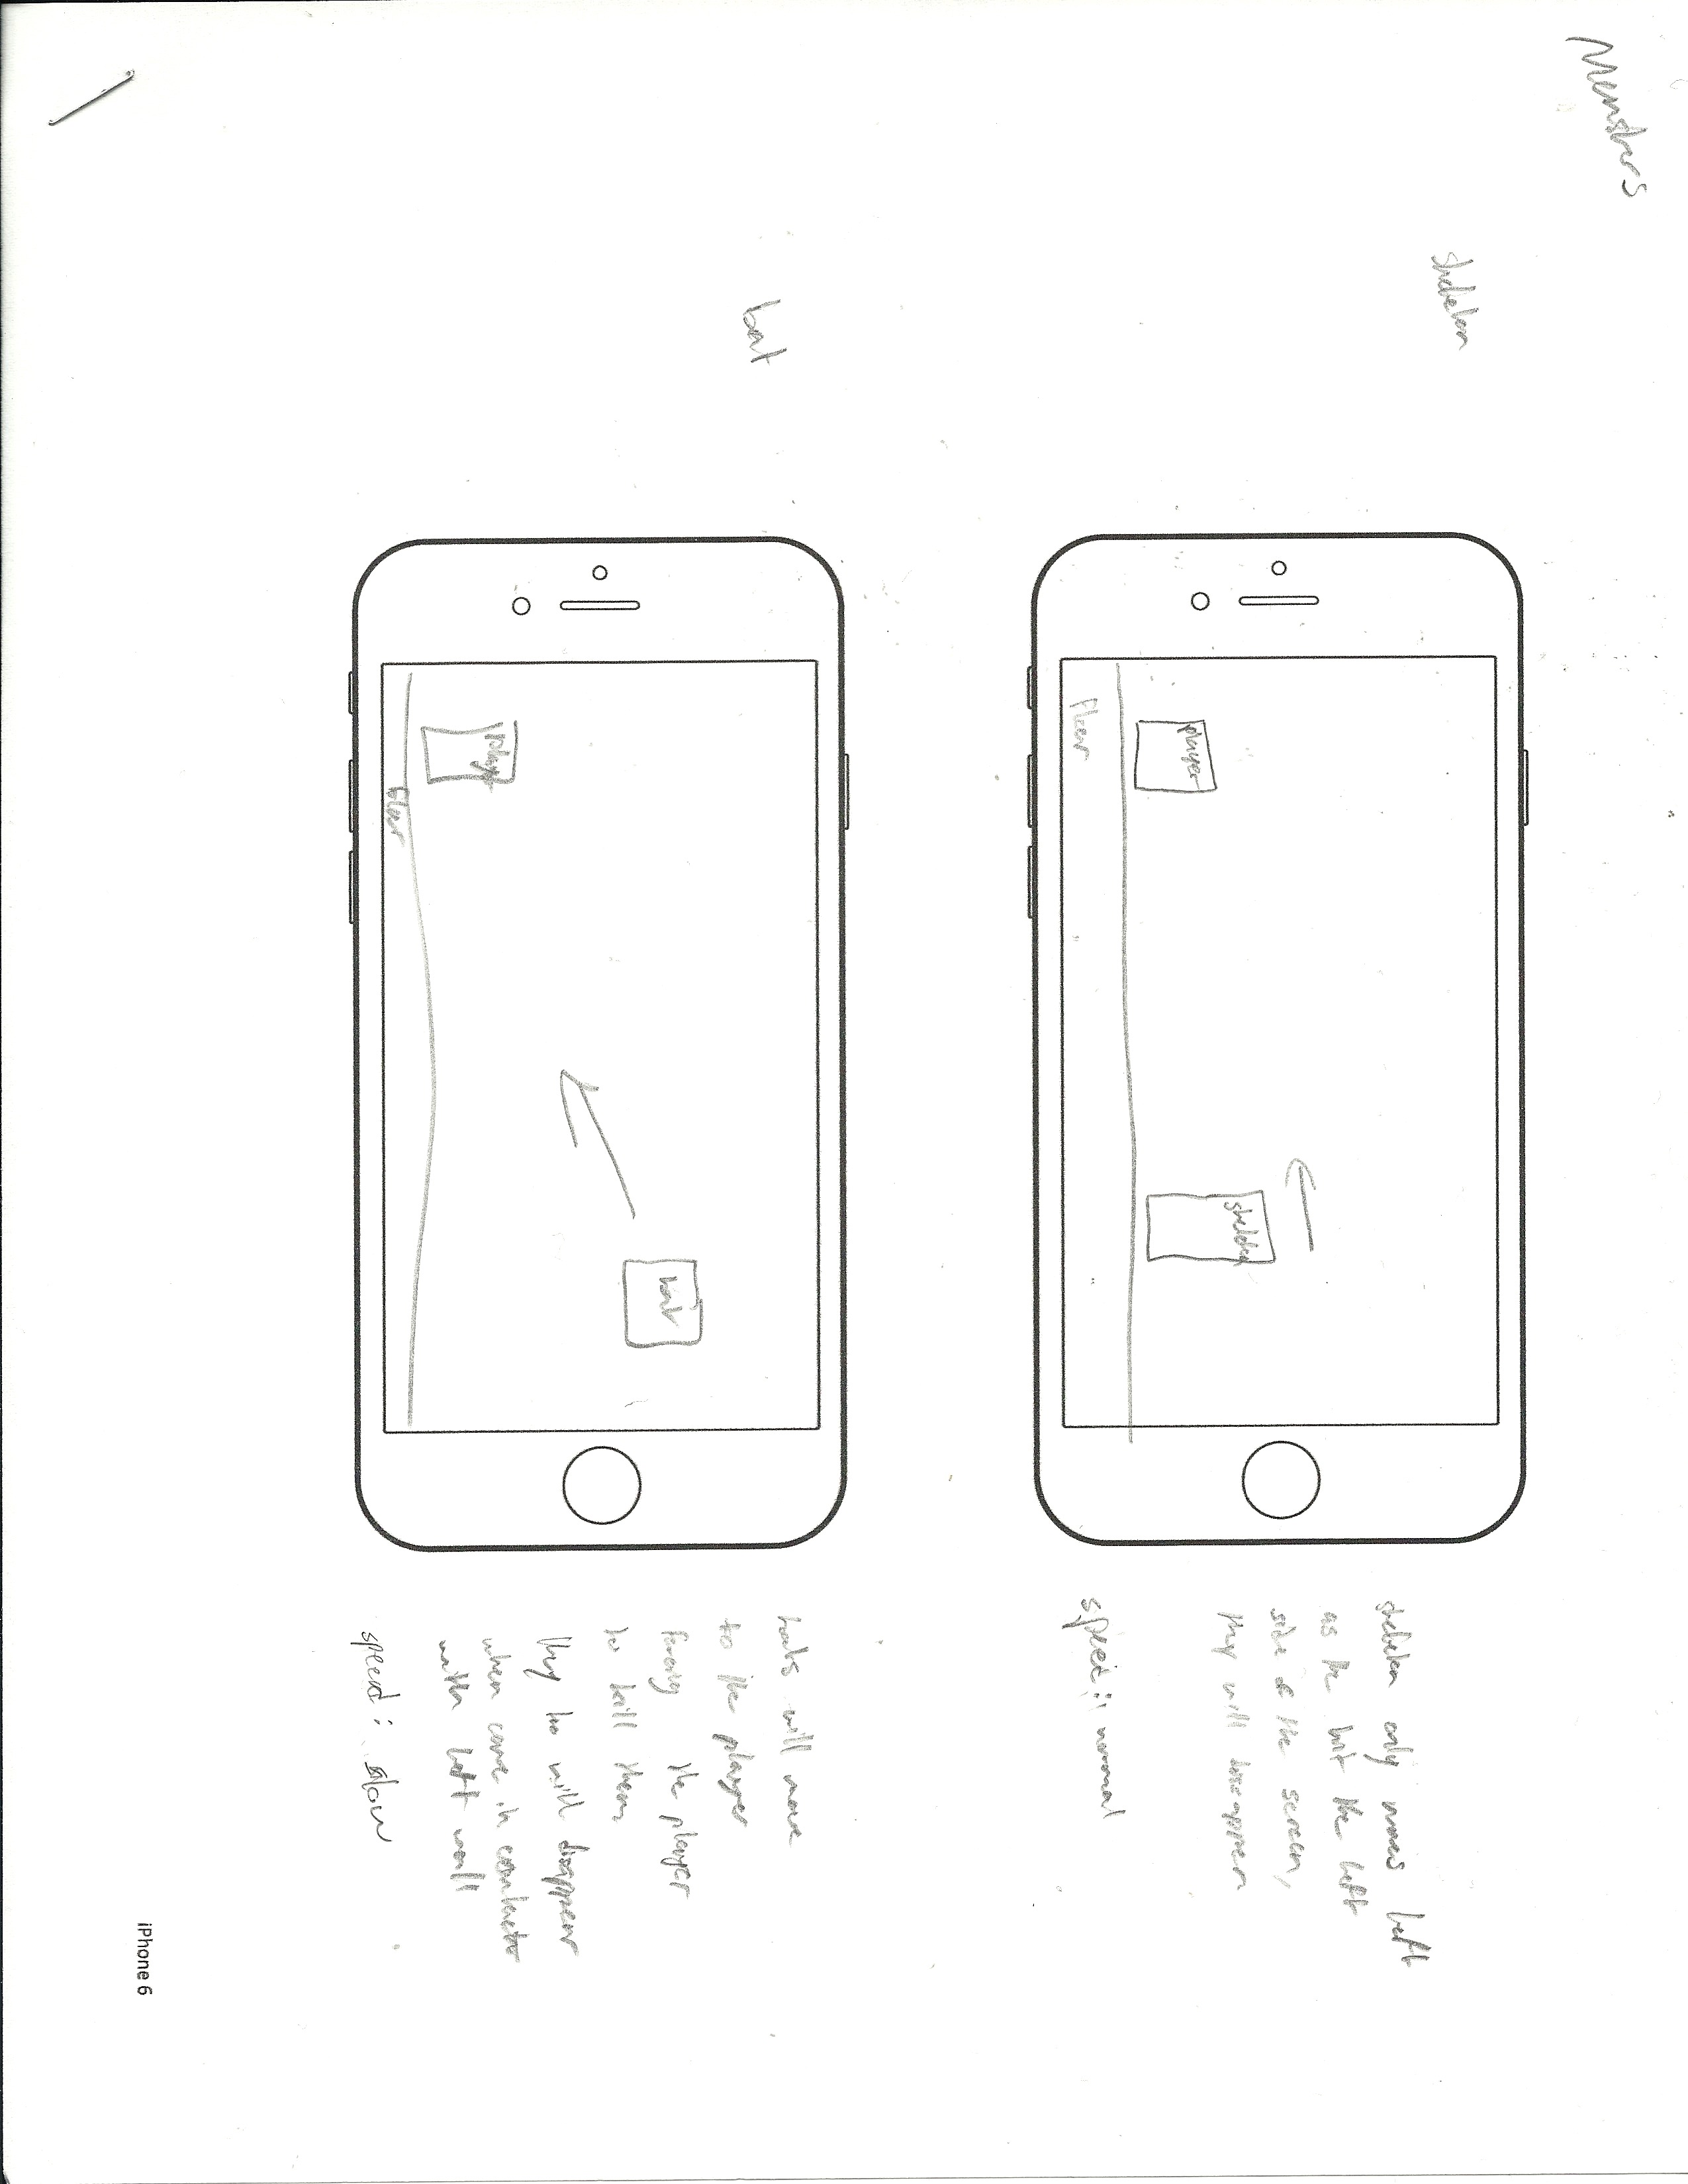 Monsters
skeleton
player
Floor
skeleton
skeleton only moves left
as the hit the left
side of the screen,
they will disappear
speed: normal
bat
player
Floor
bat
bats will move
to the player
forcing the player
to kill them
they to will disappear
when come in contact
with left wall
speed: slow
iPhone 6